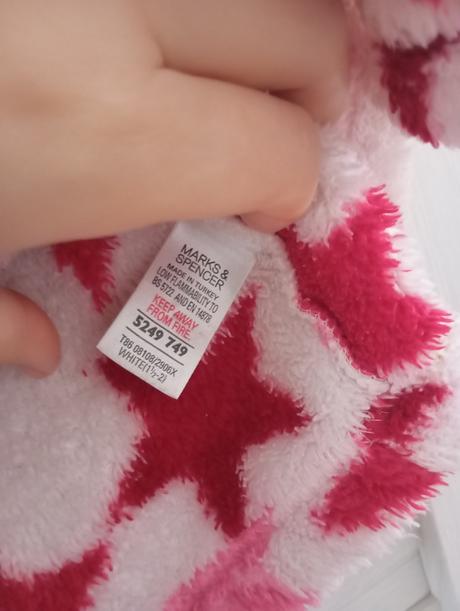 MARKS &
SPENCER
MADE IN TURKEY
LOW FLAMMABILITY TO
BS 5722 AND EN 14878
KEEP AWAY
FROM FIRE.
5249 749
T86 08108/2906X
WHITE(1½-2)